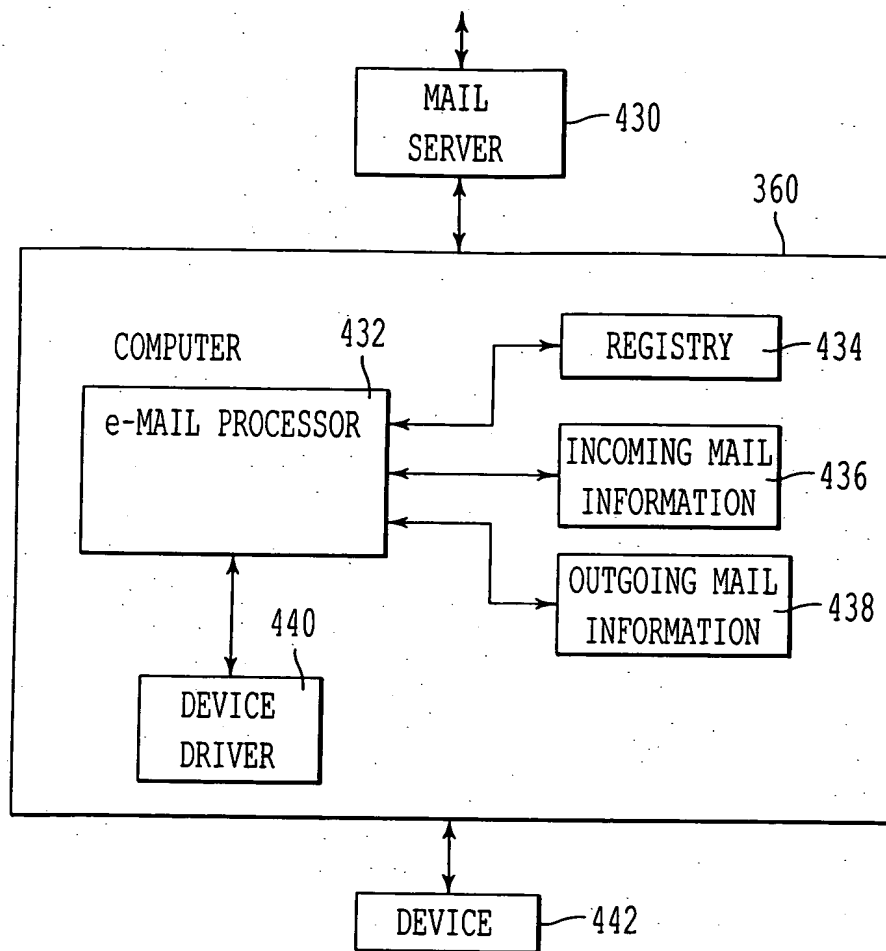 MAIL
SERVER
430
360
COMPUTER
432
e-MAIL PROCESSOR
REGISTRY
434
INCOMING MAIL
INFORMATION
436
OUTGOING MAIL
INFORMATION
438
440
DEVICE
DRIVER
DEVICE
442